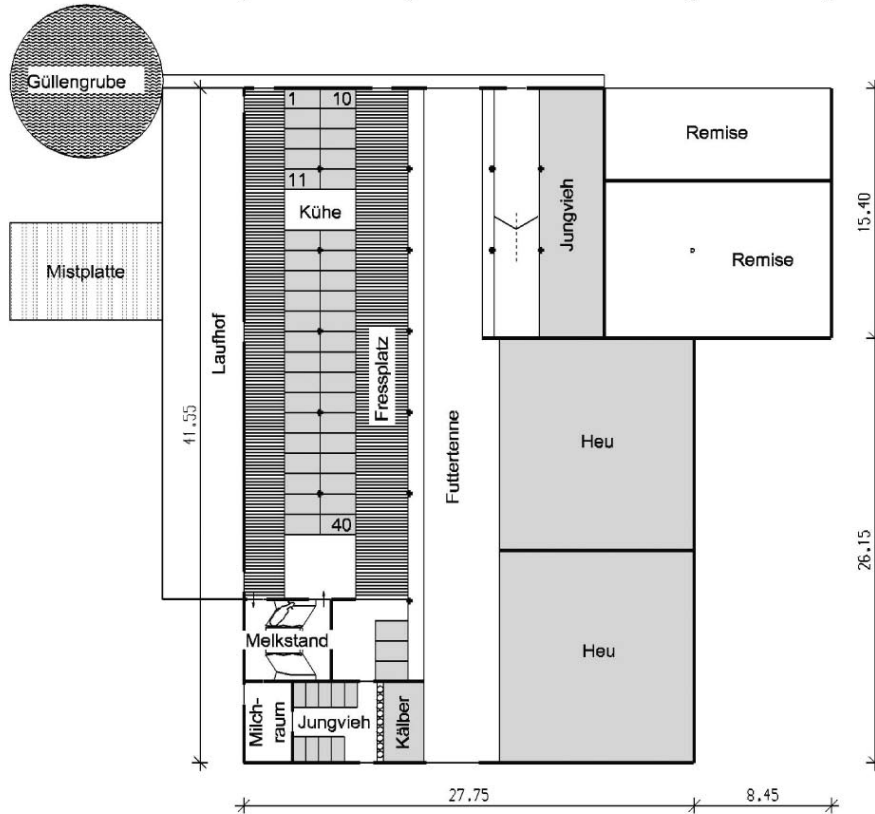 Güllengrube
1 10
11
Kühe
Remise
15.40
Jungvieh
Mistplatte
Remise
Laufhof
Fressplatz
41.55
Futtertenne
Heu
40
26.15
Melkstand
Heu
Milch-
raum
Jungvieh
Kälber
27.75
8.45